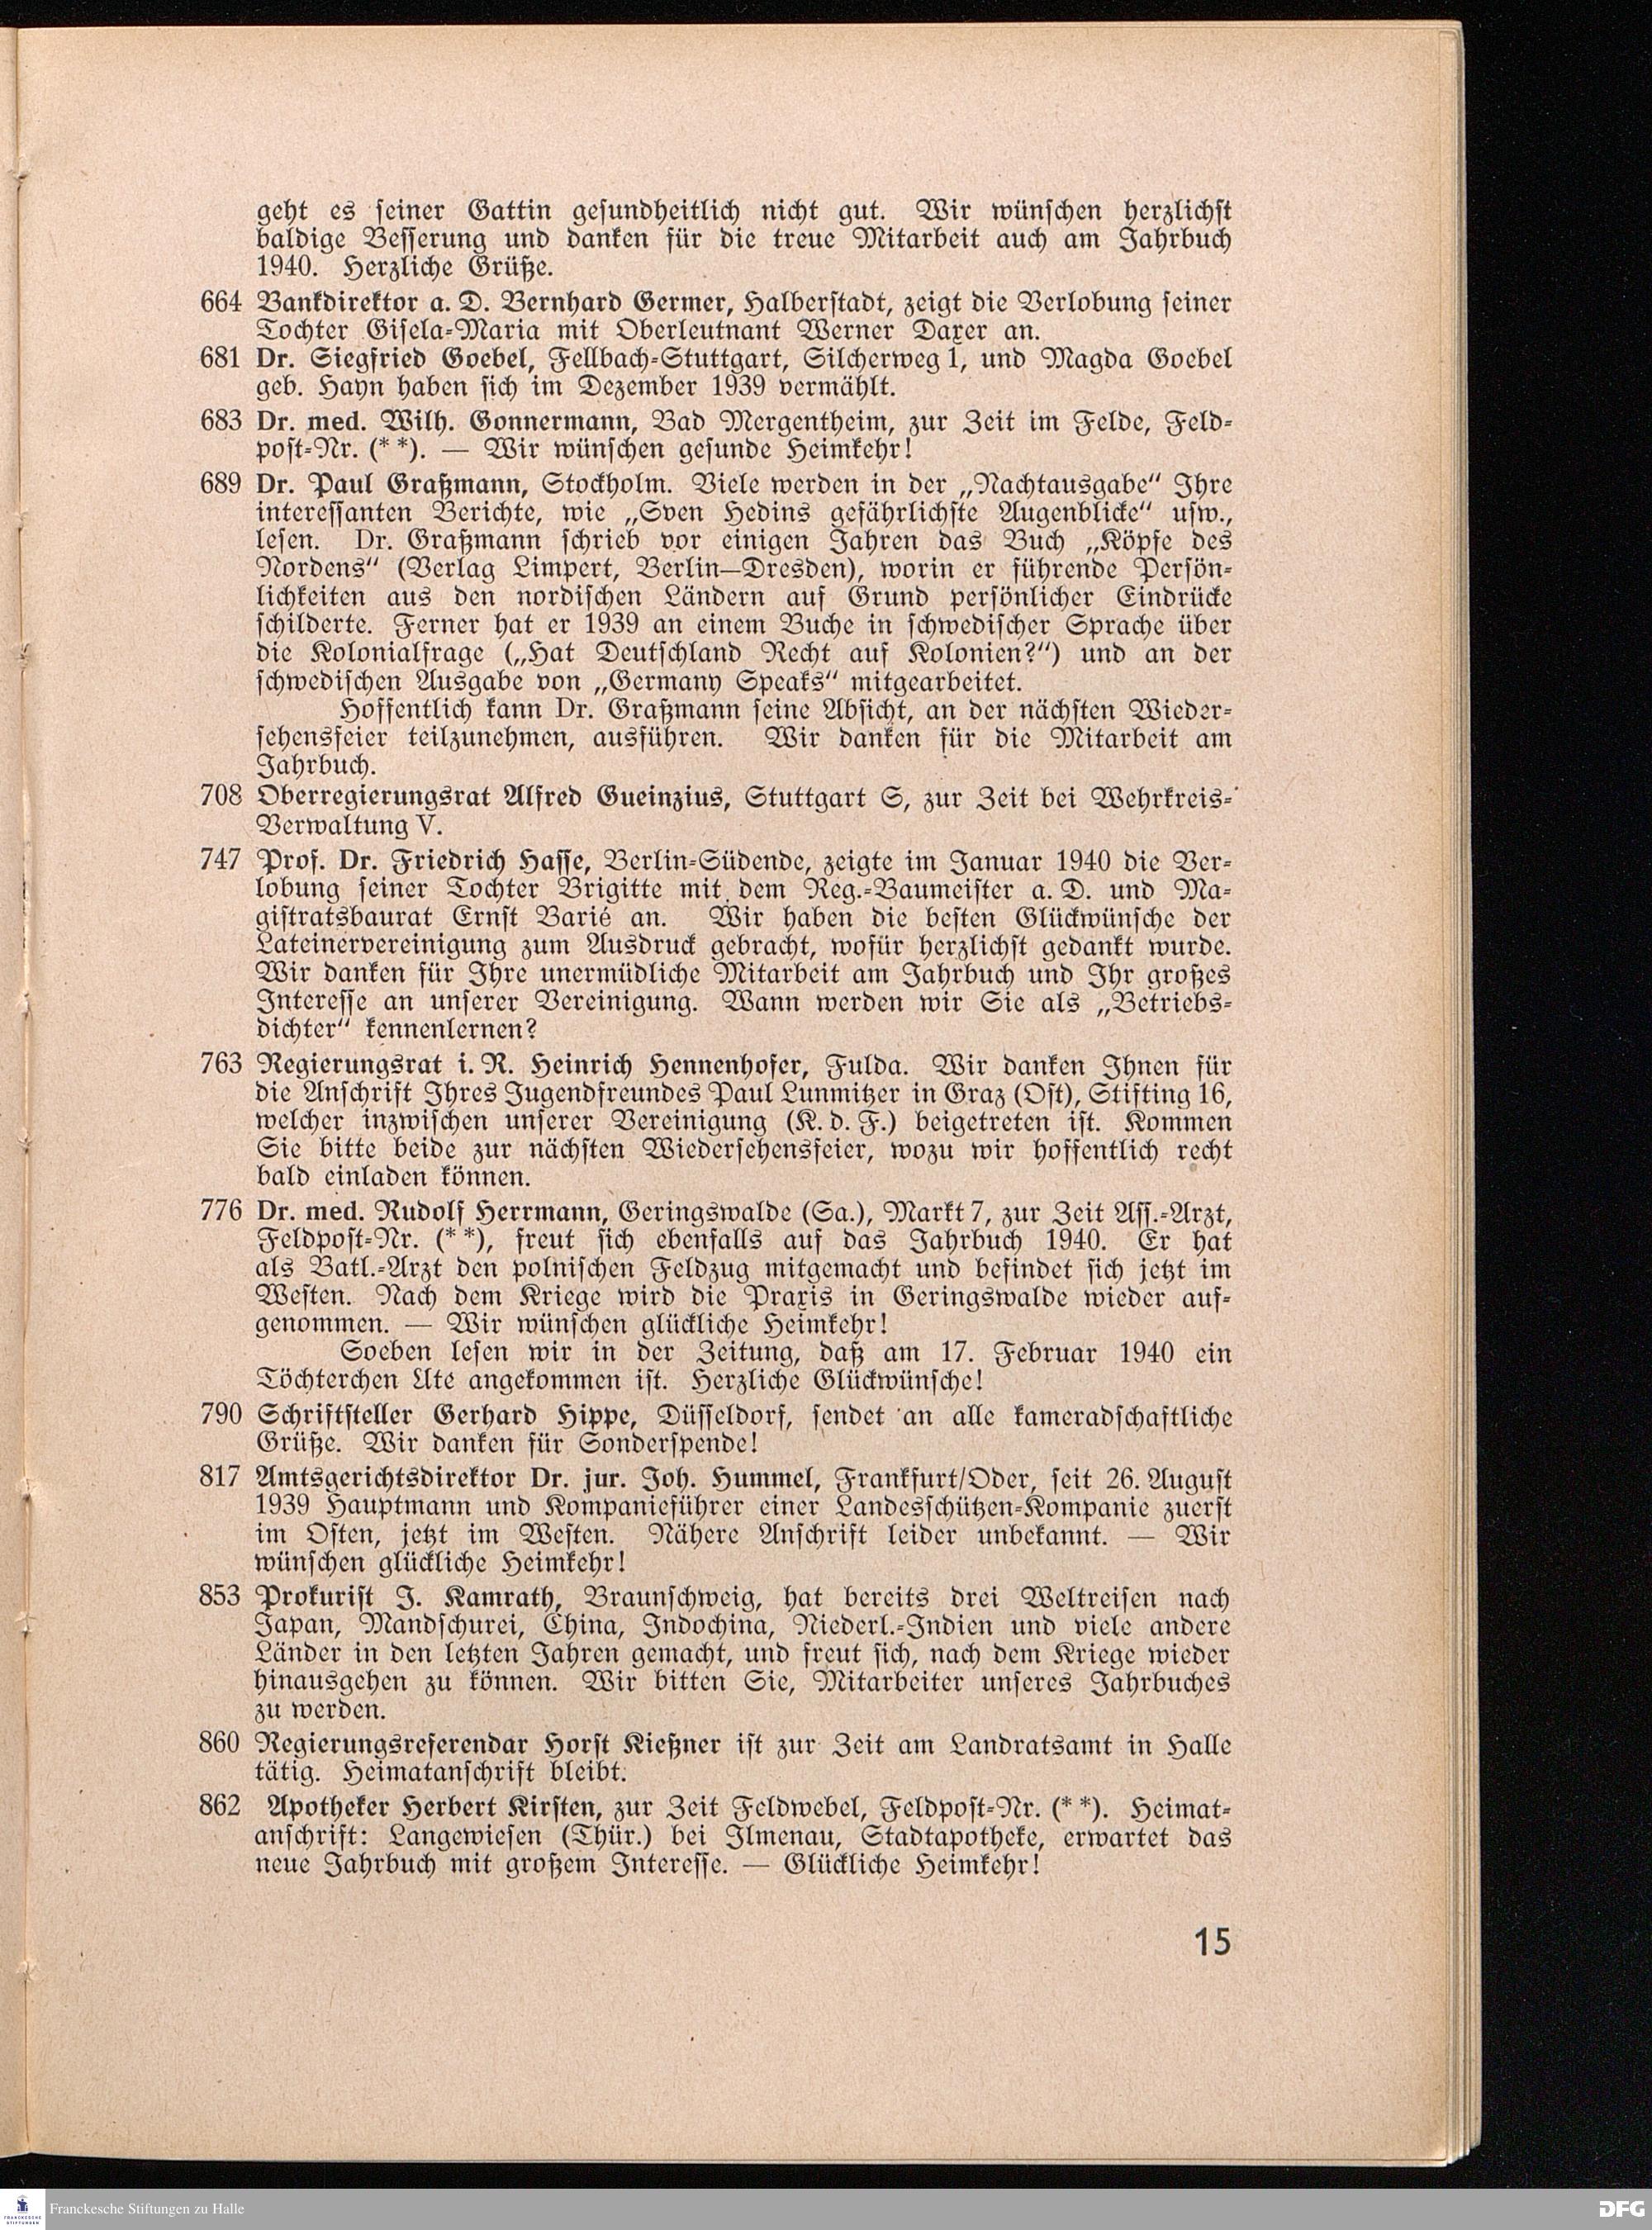 geht es seiner Gattin gesundheitlich nicht gut. Wir wünschen herzlichst
baldige Besserung und danken für die treue Mitarbeit auch am Jahrbuch
1940. Herzliche Grüße.
664 Bankdirektor a. D. Bernhard Germer, Halberstadt, zeigt die Verlobung seiner
Tochter Gisela-Maria mit Oberleutnant Werner Daxer an.
681 Dr. Siegfried Goebel, Fellbach-Stuttgart, Silcherweg 1, und Magda Goebel
geb. Hayn haben sich im Dezember 1939 vermählt.
683 Dr. med. Wilh. Gonnermann, Bad Mergentheim, zur Zeit im Felde, Feld-
post-Nr. (* *). — Wir wünschen gesunde Heimkehr!
689 Dr. Paul Graßmann, Stockholm. Viele werden in der „Nachtausgabe“ Ihre
interessanten Berichte, wie „Sven Hedins gefährlichste Augenblicke“ usw.,
lesen. Dr. Graßmann schrieb vor einigen Jahren das Buch „Köpfe des
Nordens“ (Verlag Limpert, Berlin—Dresden), worin er führende Persön-
lichkeiten aus den nordischen Ländern auf Grund persönlicher Eindrücke
schilderte. Ferner hat er 1939 an einem Buche in schwedischer Sprache über
die Kolonialfrage („Hat Deutschland Recht auf Kolonien?“) und an der
schwedischen Ausgabe von „Germany Speaks“ mitgearbeitet.
Hoffentlich kann Dr. Graßmann seine Absicht, an der nächsten Wieder-
sehensfeier teilzunehmen, ausführen. Wir danken für die Mitarbeit am
Jahrbuch.
708 Oberregierungsrat Alfred Gueinzius, Stuttgart S, zur Zeit bei Wehrkreis-
Verwaltung V.
747 Prof. Dr. Friedrich Hasse, Berlin-Südende, zeigte im Januar 1940 die Ver-
lobung seiner Tochter Brigitte mit dem Reg.-Baumeister a. D. und Ma-
gistratsbaurat Ernst Barié an. Wir haben die besten Glückwünsche der
Lateinervereinigung zum Ausdruck gebracht, wofür herzlichst gedankt wurde.
Wir danken für Ihre unermüdliche Mitarbeit am Jahrbuch und Ihr großes
Interesse an unserer Vereinigung. Wann werden wir Sie als „Betriebs-
dichter“ kennenlernen?
763 Regierungsrat i. R. Heinrich Hennenhofer, Fulda. Wir danken Ihnen für
die Anschrift Ihres Jugendfreundes Paul Lunmitzer in Graz (Ost), Stifting 16,
welcher inzwischen unserer Vereinigung (K. d. F.) beigetreten ist. Kommen
Sie bitte beide zur nächsten Wiedersehensfeier, wozu wir hoffentlich recht
bald einladen können.
776 Dr. med. Rudolf Herrmann, Geringswalde (Sa.), Markt 7, zur Zeit Ass.-Arzt,
Feldpost-Nr. (* *), freut sich ebenfalls auf das Jahrbuch 1940. Er hat
als Batl.-Arzt den polnischen Feldzug mitgemacht und befindet sich jetzt im
Westen. Nach dem Kriege wird die Praxis in Geringswalde wieder auf-
genommen. — Wir wünschen glückliche Heimkehr!
Soeben lesen wir in der Zeitung, daß am 17. Februar 1940 ein
Töchterchen Ute angekommen ist. Herzliche Glückwünsche!
790 Schriftsteller Gerhard Hippe, Düsseldorf, sendet an alle kameradschaftliche
Grüße. Wir danken für Sonderspende!
817 Amtsgerichtsdirektor Dr. jur. Joh. Hummel, Frankfurt/Oder, seit 26. August
1939 Hauptmann und Kompanieführer einer Landesschützen-Kompanie zuerst
im Osten, jetzt im Westen. Nähere Anschrift leider unbekannt. — Wir
wünschen glückliche Heimkehr!
853 Prokurist J. Kamrath, Braunschweig, hat bereits drei Weltreisen nach
Japan, Mandschurei, China, Indochina, Niederl.-Indien und viele andere
Länder in den letzten Jahren gemacht, und freut sich, nach dem Kriege wieder
hinausgehen zu können. Wir bitten Sie, Mitarbeiter unseres Jahrbuches
zu werden.
860 Regierungsreferendar Horst Kießner ist zur Zeit am Landratsamt in Halle
tätig. Heimatanschrift bleibt.
862 Apotheker Herbert Kirsten, zur Zeit Feldwebel, Feldpost-Nr. (* *). Heimat-
anschrift: Langewiesen (Thür.) bei Ilmenau, Stadtapotheke, erwartet das
neue Jahrbuch mit großem Interesse. — Glückliche Heimkehr!
15
FRANCKESCHE
STIFTUNGEN
Franckesche Stiftungen zu Halle
DFG